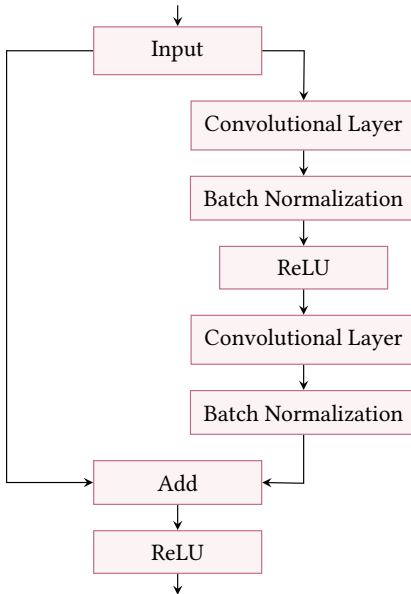 Input
Convolutional Layer
Batch Normalization
ReLU
Convolutional Layer
Batch Normalization
Add
ReLU